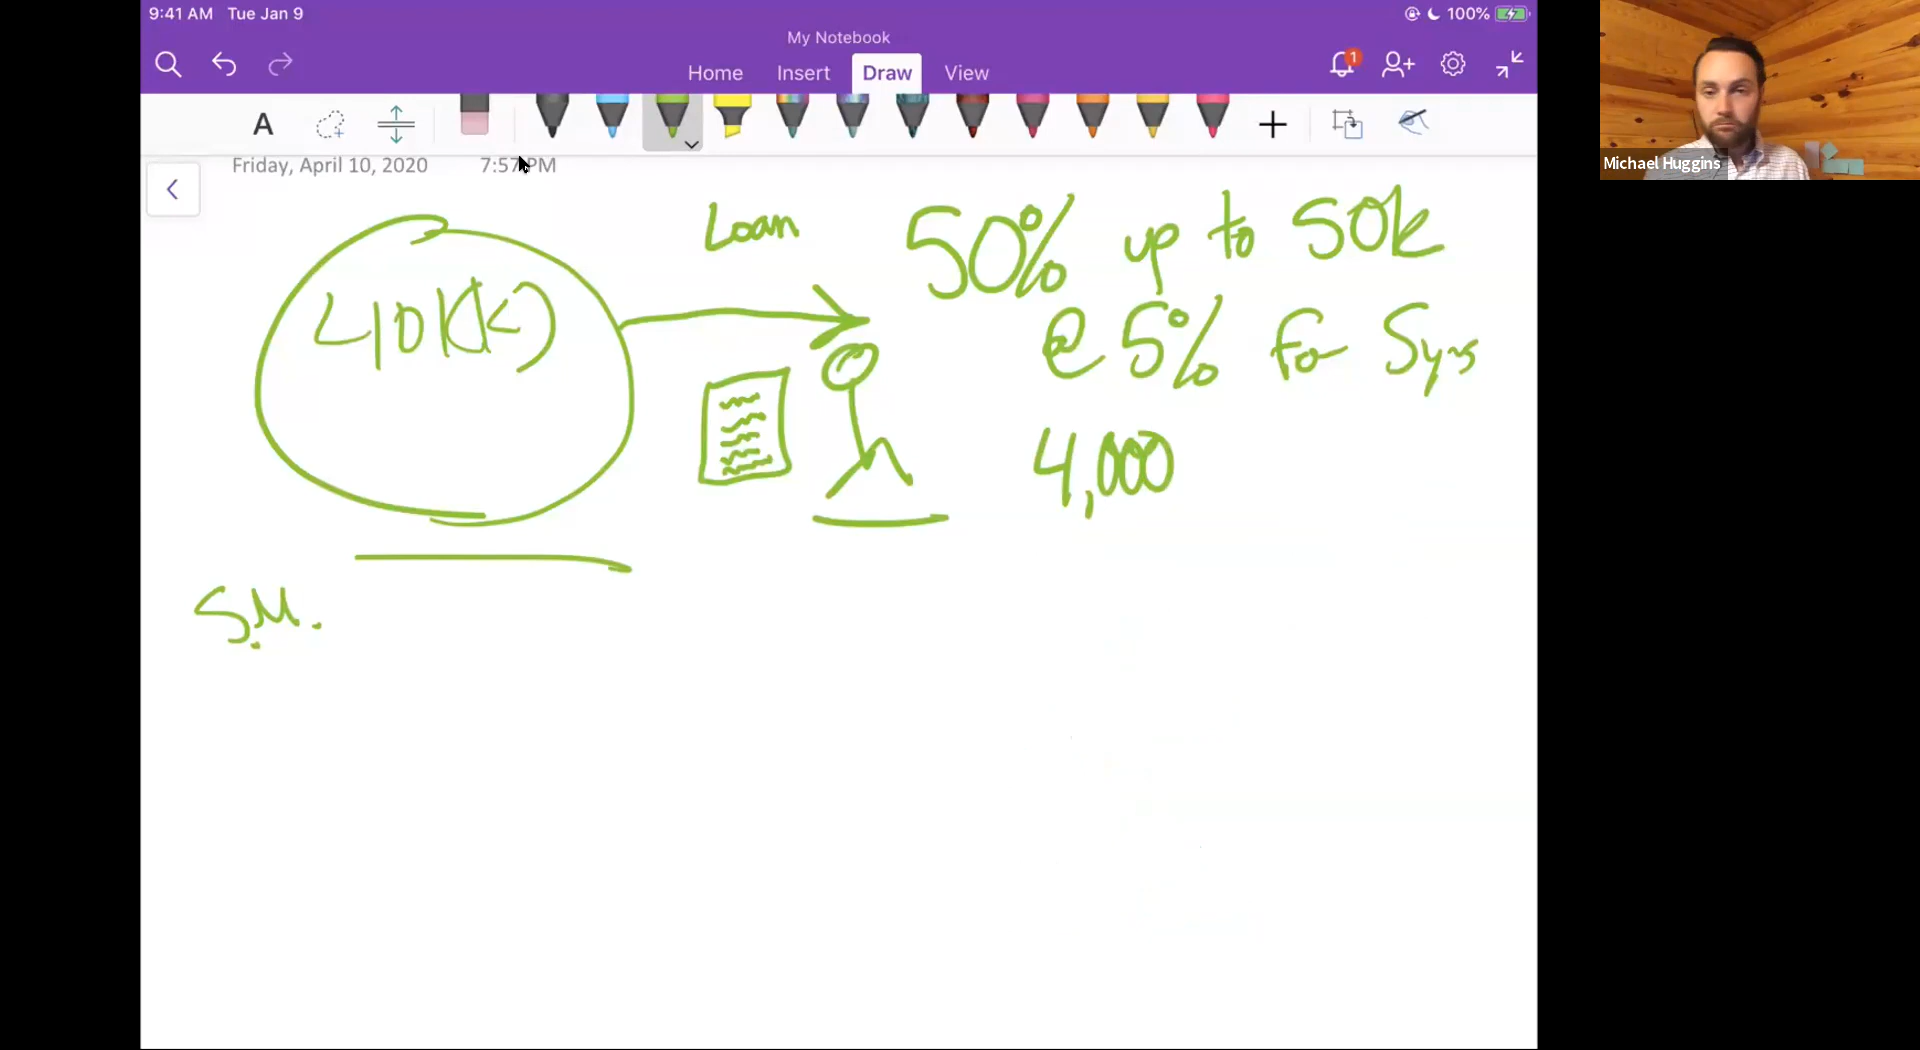 9:41 AM Tue Jan 9 100%
My Notebook
Home Insert Draw View
1
A
Friday, April 10, 2020 7:57 PM
Michael Huggins
Loan 50% up to 50k
401(k)
@ 5% for 5yrs
4,000
S.M.